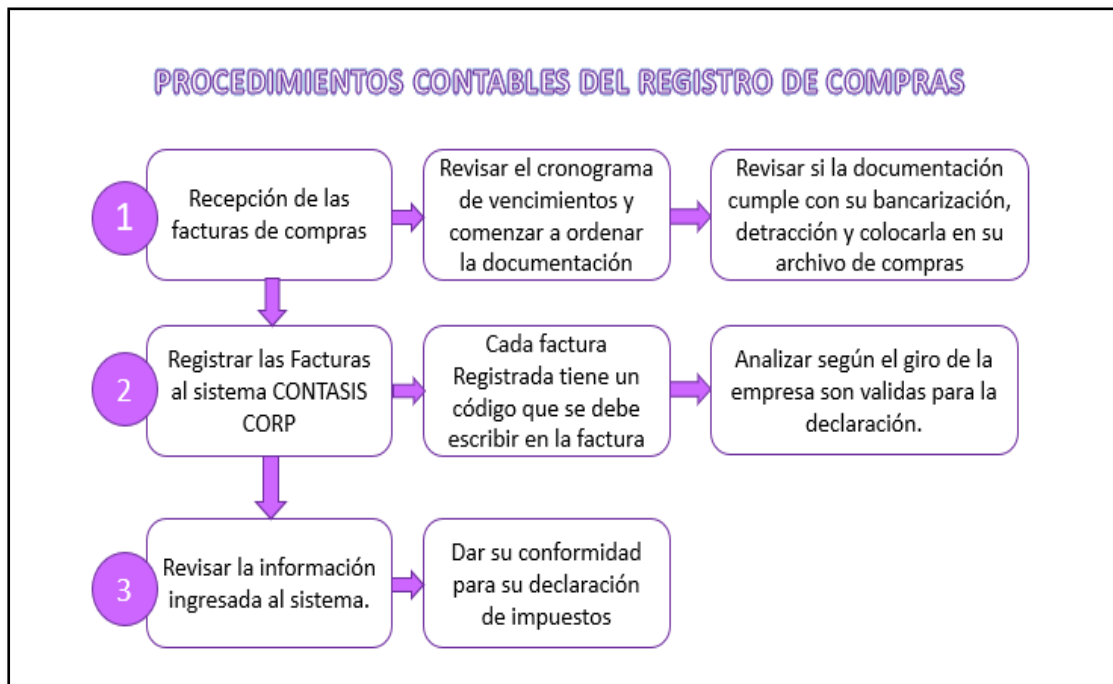 PROCEDIMIENTOS CONTABLES DEL REGISTRO DE COMPRAS
1
Recepción de las
facturas de compras
Revisar el cronograma
de vencimientos y
comenzar a ordenar
la documentación
Revisar si la documentación
cumple con su bancarización,
detracción y colocarla en su
archivo de compras
2
Registrar las Facturas
al sistema CONTASIS
CORP
Cada factura
Registrada tiene un
código que se debe
escribir en la factura
Analizar según el giro de la
empresa son validas para la
declaración.
3
Revisar la información
ingresada al sistema.
Dar su conformidad
para su declaración
de impuestos